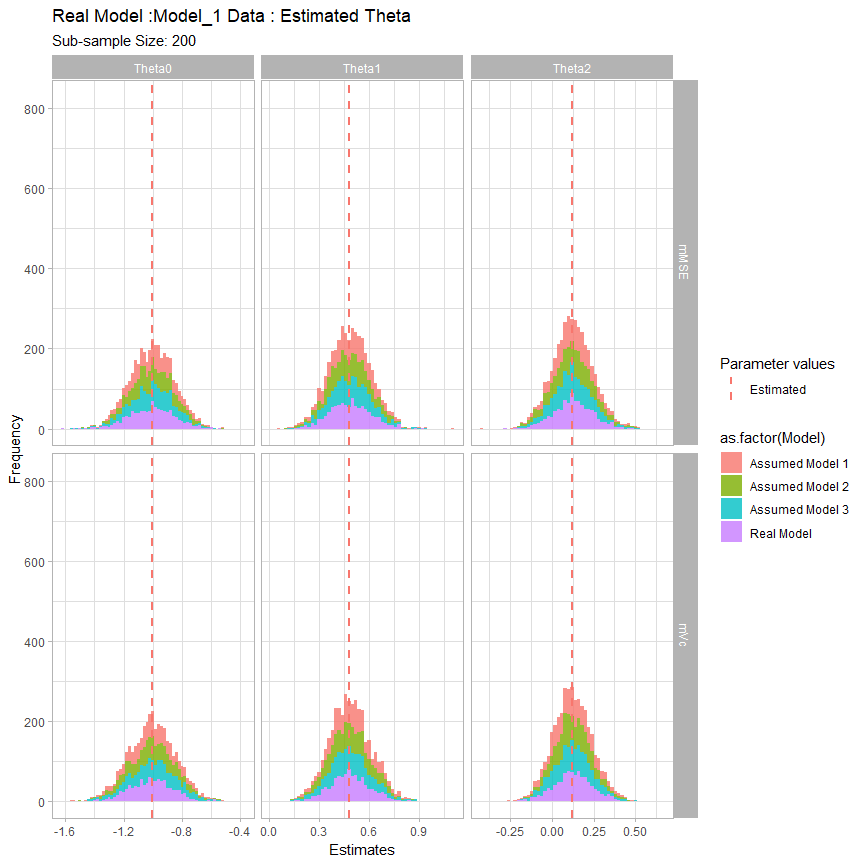 Real Model :Model_1 Data : Estimated Theta
Sub-sample Size: 200
Theta0 Theta1 Theta2
800
600
400
200
0
mMSE
800
600
400
200
0
mVc
Frequency
-1.6 -1.2 -0.8 -0.4 0.0 0.3 0.6 0.9 -0.25 0.00 0.25 0.50
Estimates
Parameter values
Estimated
as.factor(Model)
Assumed Model 1
Assumed Model 2
Assumed Model 3
Real Model